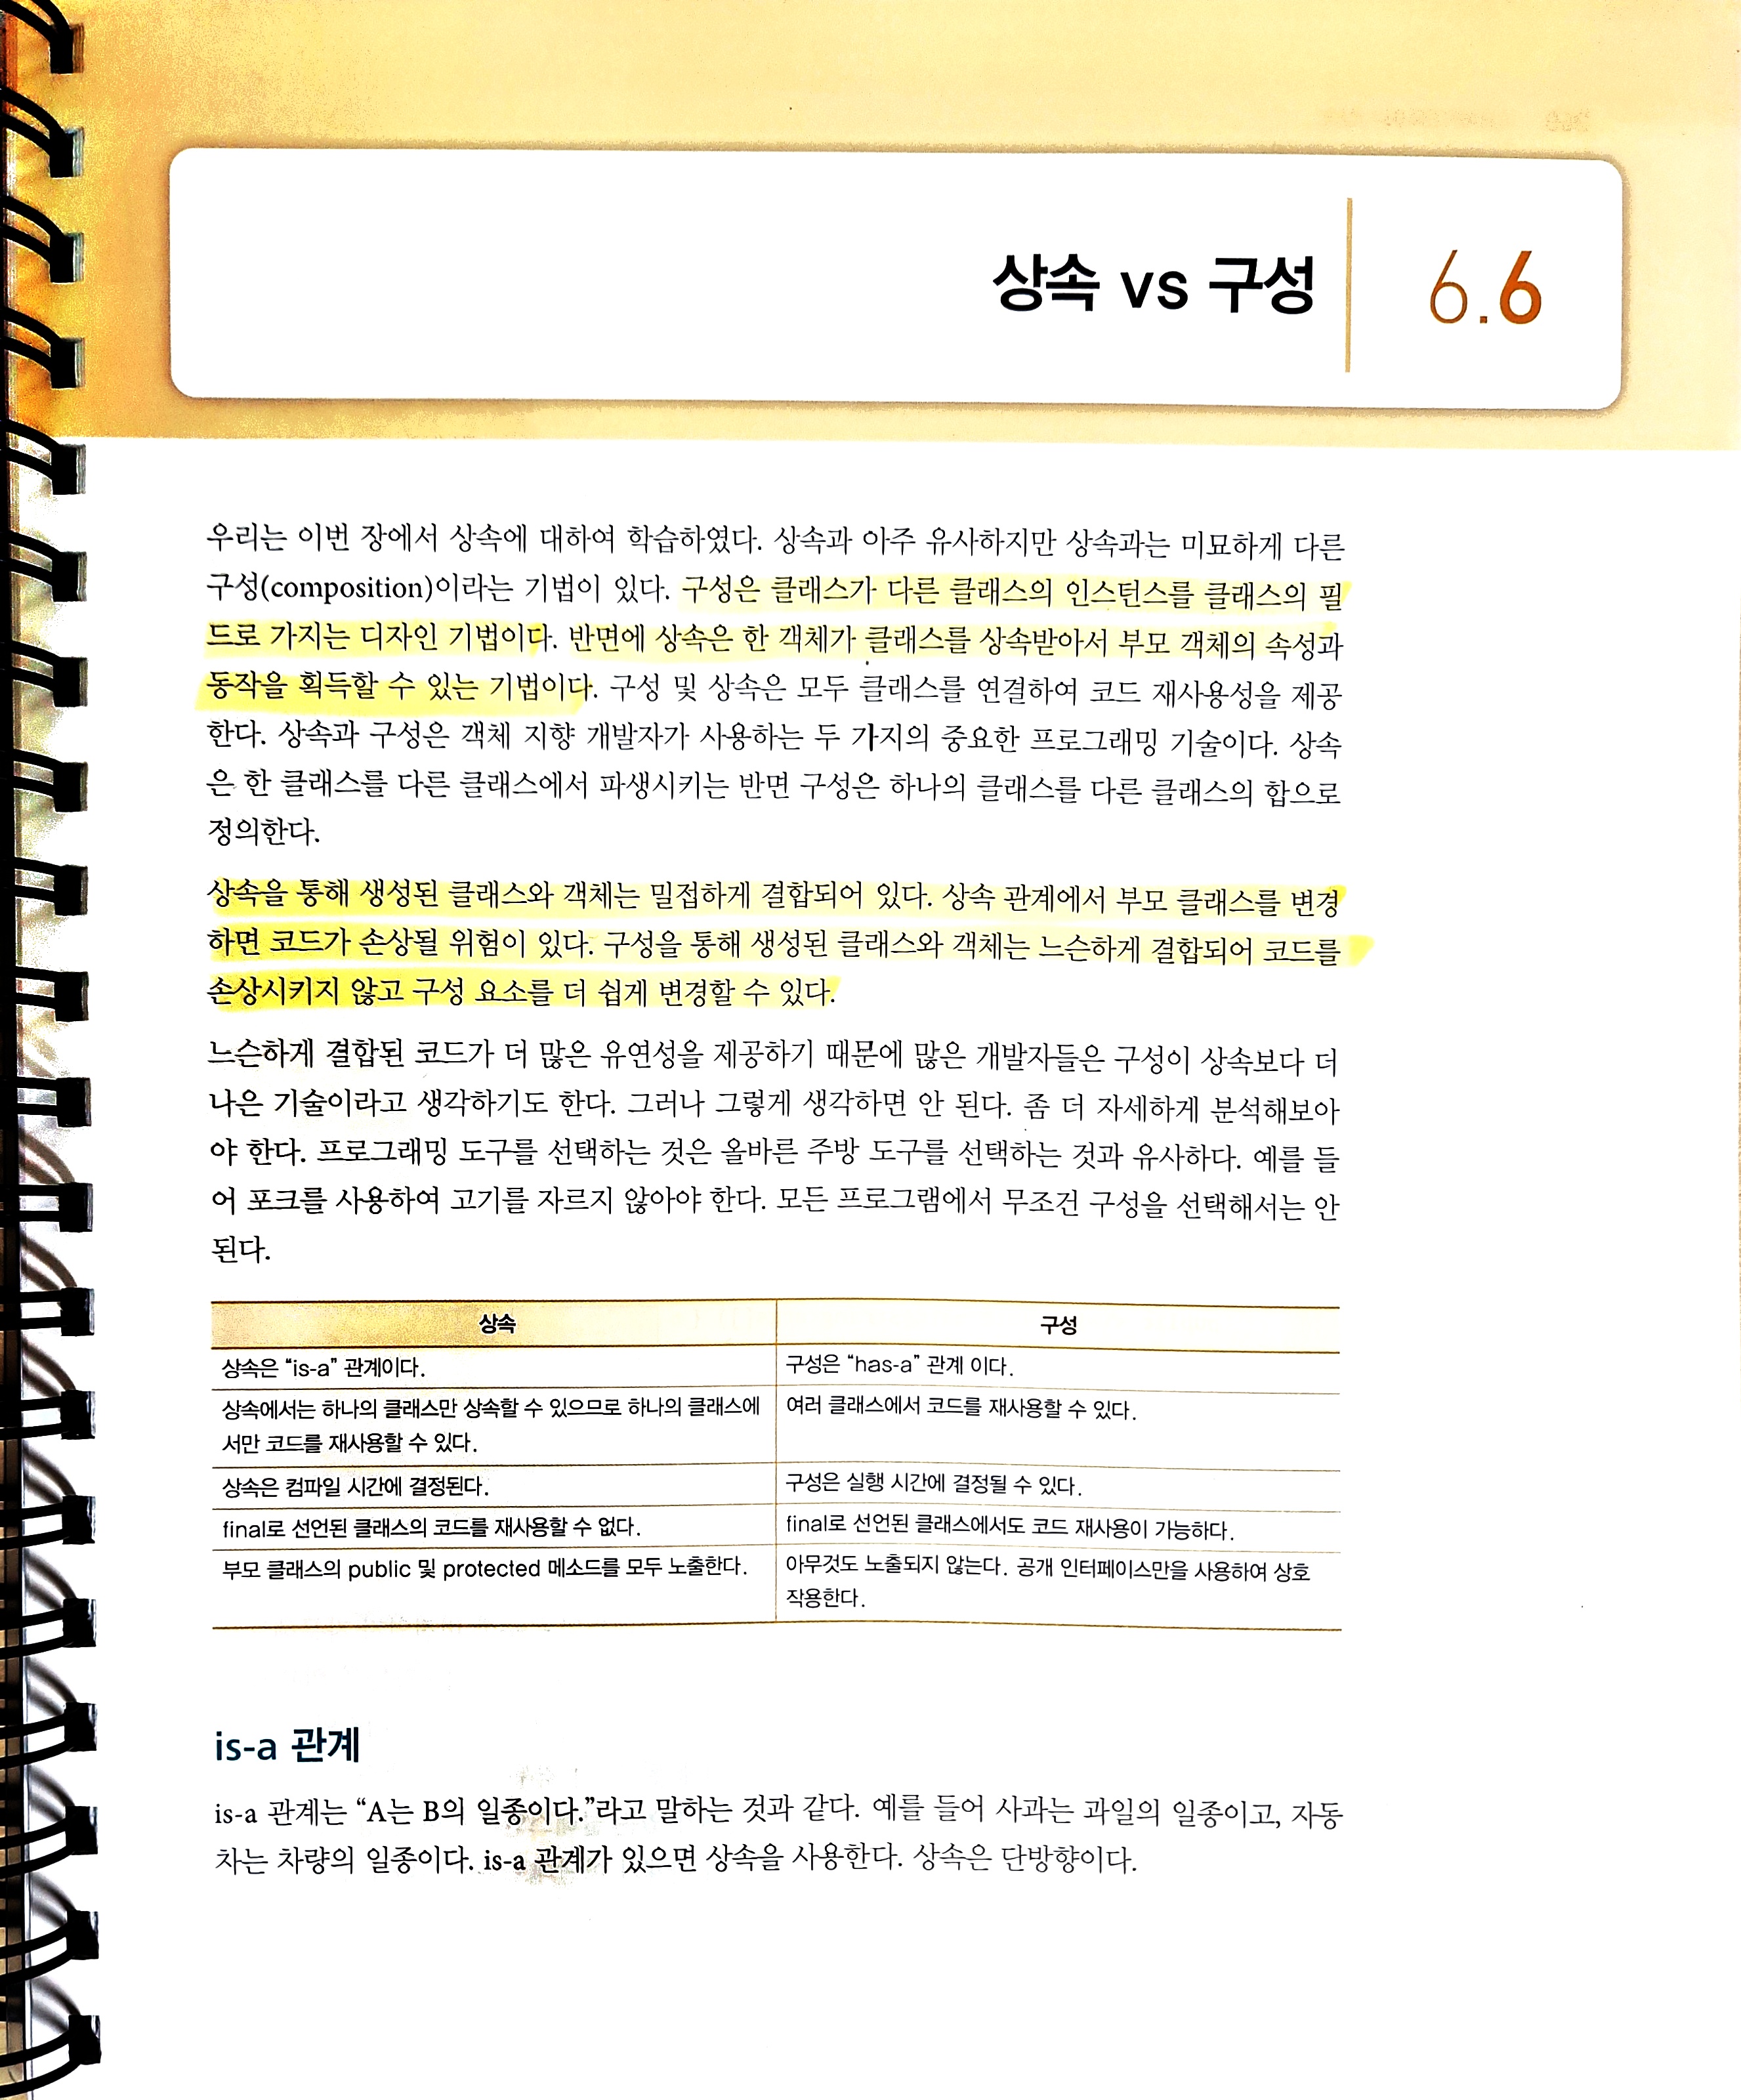 상속 vs 구성
6.6
우리는 이번 장에서 상속에 대하여 학습하였다. 상속과 아주 유사하지만 상속과는 미묘하게 다른
구성(composition)이라는 기법이 있다. 구성은 클래스가 다른 클래스의 인스턴스를 클래스의 필
드로 가지는 디자인 기법이다. 반면에 상속은 한 객체가 클래스를 상속받아서 부모 객체의 속성과
동작을 획득할 수 있는 기법이다. 구성 및 상속은 모두 클래스를 연결하여 코드 재사용성을 제공
한다. 상속과 구성은 객체 지향 개발자가 사용하는 두 가지의 중요한 프로그래밍 기술이다. 상속
은 한 클래스를 다른 클래스에서 파생시키는 반면 구성은 하나의 클래스를 다른 클래스의 합으로
정의한다.
상속을 통해 생성된 클래스와 객체는 밀접하게 결합되어 있다. 상속 관계에서 부모 클래스를 변경
하면 코드가 손상될 위험이 있다. 구성을 통해 생성된 클래스와 객체는 느슨하게 결합되어 코드를
손상시키지 않고 구성 요소를 더 쉽게 변경할 수 있다.
느슨하게 결합된 코드가 더 많은 유연성을 제공하기 때문에 많은 개발자들은 구성이 상속보다 더
나은 기술이라고 생각하기도 한다. 그러나 그렇게 생각하면 안 된다. 좀 더 자세하게 분석해보아
야 한다. 프로그래밍 도구를 선택하는 것은 올바른 주방 도구를 선택하는 것과 유사하다. 예를 들
어 포크를 사용하여 고기를 자르지 않아야 한다. 모든 프로그램에서 무조건 구성을 선택해서는 안
된다.
상속
구성
상속은 “is-a” 관계이다.
구성은 “has-a” 관계 이다.
상속에서는 하나의 클래스만 상속할 수 있으므로 하나의 클래스에
서만 코드를 재사용할 수 있다.
여러 클래스에서 코드를 재사용할 수 있다.
상속은 컴파일 시간에 결정된다.
구성은 실행 시간에 결정될 수 있다.
final로 선언된 클래스의 코드를 재사용할 수 없다.
final로 선언된 클래스에서도 코드 재사용이 가능하다.
부모 클래스의 public 및 protected 메소드를 모두 노출한다.
아무것도 노출되지 않는다. 공개 인터페이스만을 사용하여 상호
작용한다.
is-a 관계
is-a 관계는 “A는 B의 일종이다.”라고 말하는 것과 같다. 예를 들어 사과는 과일의 일종이고, 자동
차는 차량의 일종이다. is-a 관계가 있으면 상속을 사용한다. 상속은 단방향이다.